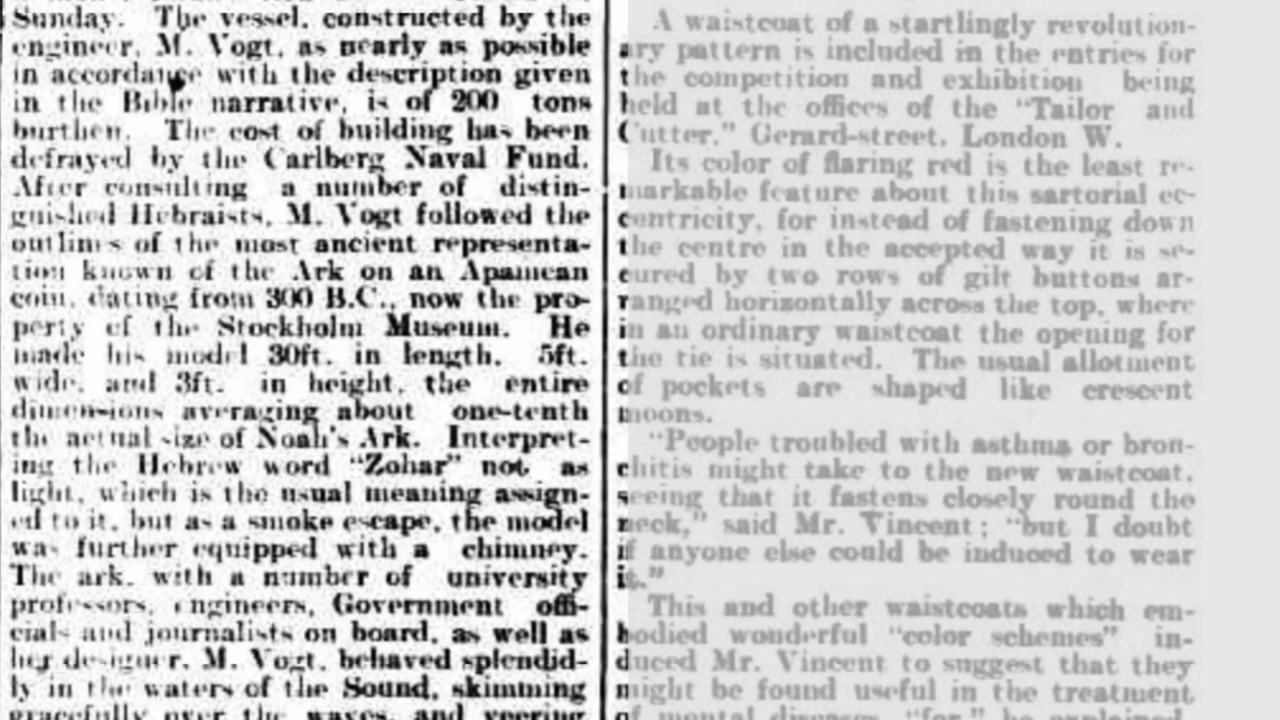 Sunday. The vessel, constructed by the
engineer, M. Vogt, as nearly as possible
in accordance with the description given
in the Bible narrative, is of 200 tons
burthen. The cost of building has been
defrayed by the Carlberg Naval Fund.
After consulting a number of distin-
guished Hebraists, M. Vogt followed the
outlines of the most ancient representa-
tion known of the Ark on an Apamean
coin, dating from 300 B.C., now the pro-
perty of the Stockholm Museum. He
made his model 30ft. in length, 5ft.
wide, and 3ft. in height, the entire
dimensions averaging about one-tenth
the actual size of Noah's Ark. Interpret-
ing the Hebrew word "Zohar" not as
light, which is the usual meaning assign-
ed to it, but as a smoke escape, the model
was further equipped with a chimney.
The ark, with a number of university
professors, engineers, Government offi-
cials and journalists on board, as well as
her designer, M. Vogt, behaved splendid-
ly in the waters of the Sound, skimming
gracefully over the waves, and veering
A waistcoat of a startlingly revolution-
ary pattern is included in the entries for
the competition and exhibition being
held at the offices of the "Tailor and
Cutter," Gerard-street, London W.
Its color of flaring red is the least re-
markable feature about this sartorial ec-
centricity, for instead of fastening down
the centre in the accepted way it is se-
cured by two rows of gilt buttons ar-
ranged horizontally across the top, where
in an ordinary waistcoat the opening for
the tie is situated. The usual allotment
of pockets are shaped like crescent
moons.
"People troubled with asthma or bron-
chitis might take to the new waistcoat,
seeing that it fastens closely round the
neck," said Mr. Vincent; "but I doubt
if anyone else could be induced to wear
it."
This and other waistcoats which em-
bodied wonderful "color schemes" in-
duced Mr. Vincent to suggest that they
might be found useful in the treatment
of mental diseases, "for," he explained,